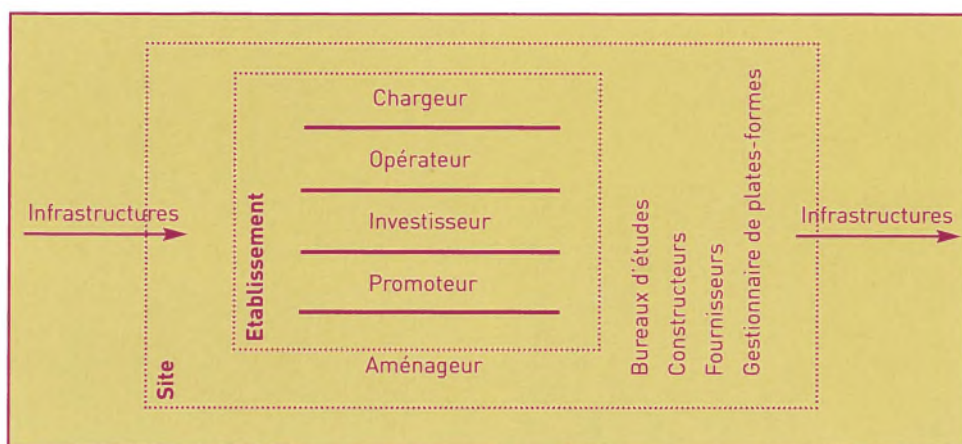 Infrastructures
Site
Etablissement
Chargeur
Opérateur
Investisseur
Promoteur
Aménageur
Bureaux d'études
Constructeurs
Fournisseurs
Gestionnaire de plates-formes
Infrastructures